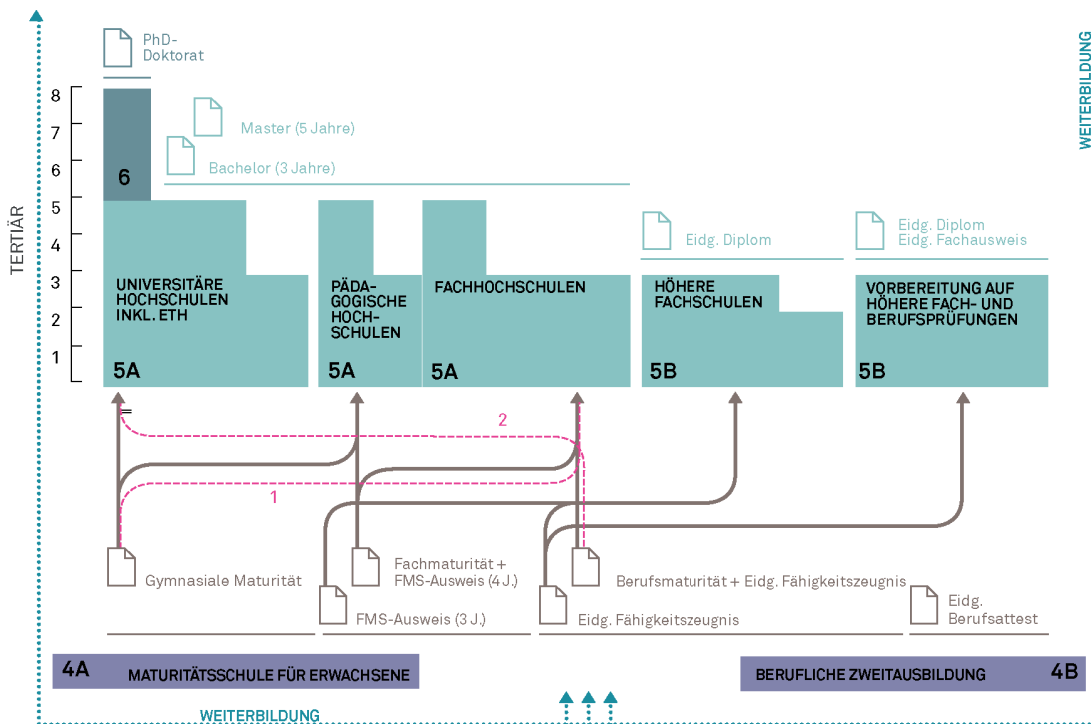 PhD-
Doktorat
WEITERBILDUNG
TERTIÄR
8
7
6
5
4
3
2
1
Master (5 Jahre)
Bachelor (3 Jahre)
6
Eidg. Diplom
Eidg. Diplom
Eidg. Fachausweis
UNIVERSITÄRE
HOCHSCHULEN
INKL. ETH
5A
PÄDA-
GOGISCHE
HOCH-
SCHULEN
5A
FACHHOCHSCHULEN
5A
HÖHERE
FACHSCHULEN
5B
VORBEREITUNG AUF
HÖHERE FACH- UND
BERUFSPRÜFUNGEN
5B
2
1
Gymnasiale Maturität
Fachmaturität +
FMS-Ausweis (4 J.)
Berufsmaturität + Eidg. Fähigkeitszeugnis
FMS-Ausweis (3 J.)
Eidg. Fähigkeitszeugnis
Eidg.
Berufsattest
4A MATURITÄTSSCHULE FÜR ERWACHSENE
BERUFLICHE ZWEITAUSBILDUNG 4B
WEITERBILDUNG